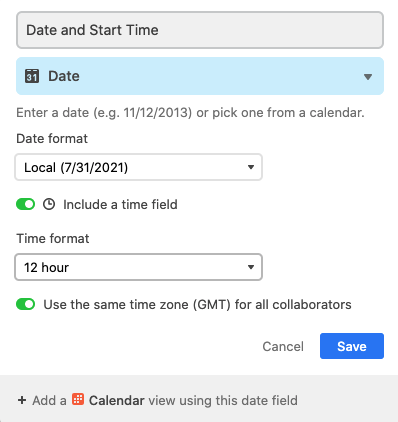 Date and Start Time
31 Date
Enter a date (e.g. 11/12/2013) or pick one from a calendar.
Date format
Local (7/31/2021)
Include a time field
Time format
12 hour
Use the same time zone (GMT) for all collaborators
Cancel Save
+ Add a Calendar view using this date field